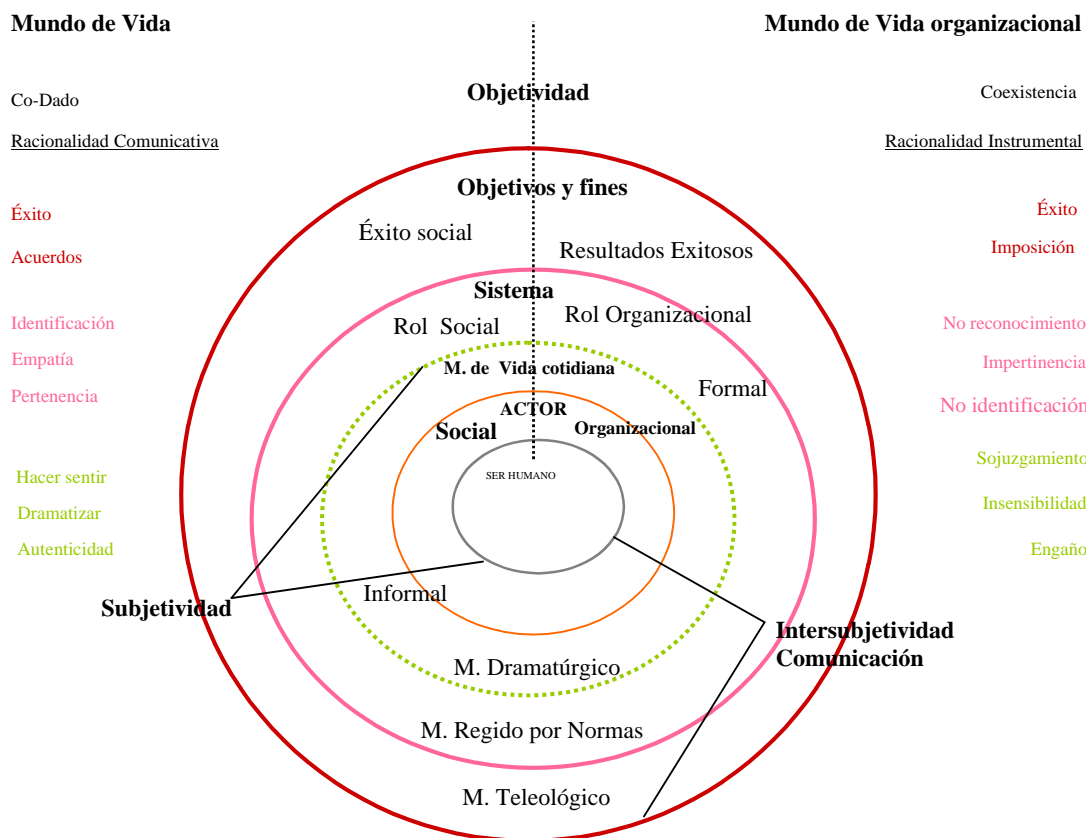 Mundo de Vida
Mundo de Vida organizacional
Objetividad
Co-Dado
Coexistencia
Racionalidad Comunicativa
Racionalidad Instrumental
Objetivos y fines
Éxito
Éxito
Éxito social
Resultados Exitosos
Acuerdos
Imposición
Sistema
Identificación
Rol Social
Rol Organizacional
No reconocimiento
Empatía
M. de Vida cotidiana
Impertinencia
Pertenencia
Formal
No identificación
ACTOR
Social
Organizacional
Hacer sentir
SER HUMANO
Sojuzgamiento
Dramatizar
Insensibilidad
Autenticidad
Engaño
Subjetividad
Informal
Intersubjetividad
Comunicación
M. Dramatúrgico
M. Regido por Normas
M. Teleológico